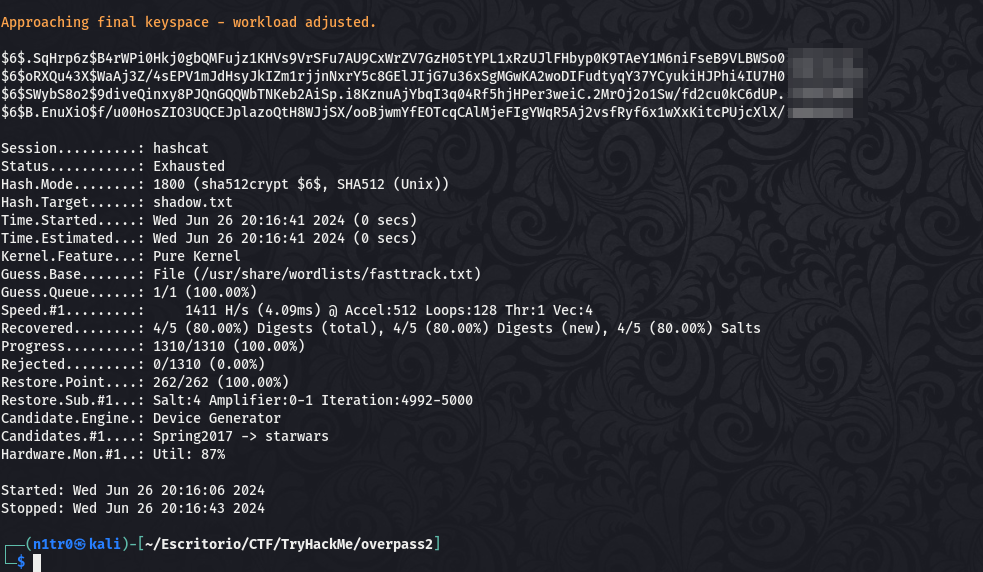 Approaching final keyspace - workload adjusted.
$6$.SqHrp6z$B4rWPi0Hkj0gbQMFujz1KHVs9VrSFu7AU9CxWrZV7GzH05tYPL1xRzUJlFHbyp0K9TAeY1M6niFseB9VLBWSo0
$6$oRXQu43X$WaAj3Z/4sEPV1mJdHsyJkIZm1rjjnNxrY5c8GElJIjG7u36xSgMGwKA2woDIFudtyqY37YCyukiHJPhi4IU7H0
$6$SWybS8o2$9diveQinxy8PJQnGQQWbTNKeb2AiSp.i8KznuAjYbqI3q04Rf5hjHPer3weiC.2MrOj2o1Sw/fd2cu0kC6dUP.
$6$B.EnuXiO$f/u00HosZIO3UQCEJplazoQtH8WJjSX/ooBjwmYfEOTcqCAlMjeFIgYWqR5Aj2vsfRyf6x1wXxKitcPUjcXlX/
Session..........: hashcat
Status...........: Exhausted
Hash.Mode........: 1800 (sha512crypt $6$, SHA512 (Unix))
Hash.Target......: shadow.txt
Time.Started.....: Wed Jun 26 20:16:41 2024 (0 secs)
Time.Estimated...: Wed Jun 26 20:16:41 2024 (0 secs)
Kernel.Feature...: Pure Kernel
Guess.Base.......: File (/usr/share/wordlists/fasttrack.txt)
Guess.Queue......: 1/1 (100.00%)
Speed.#1.........:     1411 H/s (4.09ms) @ Accel:512 Loops:128 Thr:1 Vec:4
Recovered........: 4/5 (80.00%) Digests (total), 4/5 (80.00%) Digests (new), 4/5 (80.00%) Salts
Progress.........: 1310/1310 (100.00%)
Rejected.........: 0/1310 (0.00%)
Restore.Point....: 262/262 (100.00%)
Restore.Sub.#1...: Salt:4 Amplifier:0-1 Iteration:4992-5000
Candidate.Engine.: Device Generator
Candidates.#1....: Spring2017 -> starwars
Hardware.Mon.#1..: Util: 87%
Started: Wed Jun 26 20:16:06 2024
Stopped: Wed Jun 26 20:16:43 2024
┌──(n1tr0㉿kali)-[~/Escritorio/CTF/TryHackMe/overpass2]
└─$